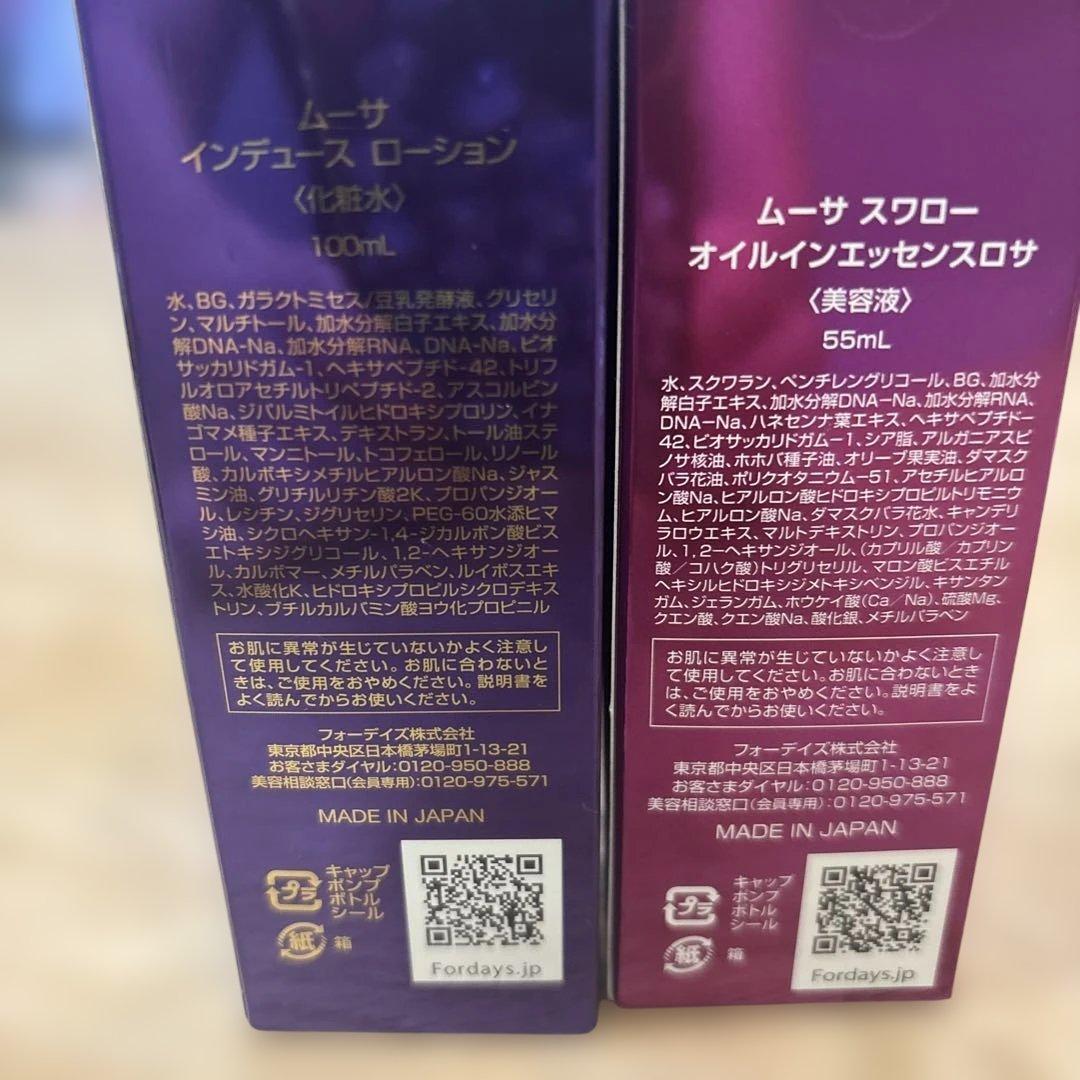 ムーサ
インデュース ローション
〈化粧水〉
100mL
水、BG、ガラクトミセス/豆乳発酵液、グリセリ
ン、マルチトール、加水分解白子エキス、加水分
解DNA-Na、加水分解RNA、DNA-Na、ビオ
サッカリドガム-1、ヘキサペプチド-42、トリフ
ルオロアセチルトリペプチド-2、アスコルビン
酸Na、ジパルミトイルヒドロキシプロリン、イナ
ゴマメ種子エキス、デキストラン、トール油ステ
ロール、マンニトール、トコフェロール、リノール
酸、カルボキシメチルヒアルロン酸Na、ジャス
ミン油、グリチルリチン酸2K、プロパンジオー
ル、レシチン、ジグリセリン、PEG-60水添ヒマ
シ油、シクロヘキサン-1,4-ジカルボン酸ビス
エトキシジグリコール、1,2-ヘキサンジオー
ル、カルボマー、メチルパラベン、ルイボスエキ
ス、水酸化K、ヒドロキシプロピルシクロデキス
トリン、ブチルカルバミン酸ヨウ化プロピニル
お肌に異常が生じていないかよく注意し
て使用してください。お肌に合わないと
きは、ご使用をおやめください。説明書を
よく読んでからお使いください。
フォーデイズ株式会社
東京都中央区日本橋茅場町1-13-21
お客さまダイヤル:0120-950-888
美容相談窓口(会員専用):0120-975-571
MADE IN JAPAN
プラ
キャップ
ポンプ
ボトル
シール
紙
箱
Fordays.jp
ムーサ スワロー
オイルインエッセンスロサ
〈美容液〉
55mL
水、スクワラン、ペンチレングリコール、BG、加水分
解白子エキス、加水分解DNA-Na、加水分解RNA、
DNA-Na、ハネセンナ葉エキス、ヘキサペプチド-
42、ビオサッカリドガム-1、シア脂、アルガニアスピ
ノサ核油、ホホバ種子油、オリーブ果実油、ダマスク
バラ花油、ポリクオタニウム-51、アセチルヒアルロ
ン酸Na、ヒアルロン酸ヒドロキシプロピルトリモニウ
ム、ヒアルロン酸Na、ダマスクバラ花水、キャンデリ
ラロウエキス、マルトデキストリン、プロパンジオー
ル、1,2-ヘキサンジオール、(カプリル酸/カプリン
酸/コハク酸)トリグリセリル、マロン酸ビスエチル
ヘキシルヒドロキシジメトキシベンジル、キサンタン
ガム、ジェランガム、ホウケイ酸(Ca/Na)、硫酸Mg、
クエン酸、クエン酸Na、酸化銀、メチルパラベン
お肌に異常が生じていないかよく注意し
て使用してください。お肌に合わないとき
は、ご使用をおやめください。説明書をよ
く読んでからお使いください。
フォーデイズ株式会社
東京都中央区日本橋茅場町1-13-21
お客さまダイヤル:0120-950-888
美容相談窓口(会員専用):0120-975-571
MADE IN JAPAN
プラ
キャップ
ポンプ
ボトル
シール
紙
箱
Fordays.jp